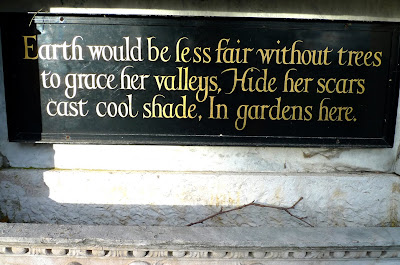 Earth would be less fair without trees
to grace her valleys, Hide her scars
cast cool shade, In gardens here.